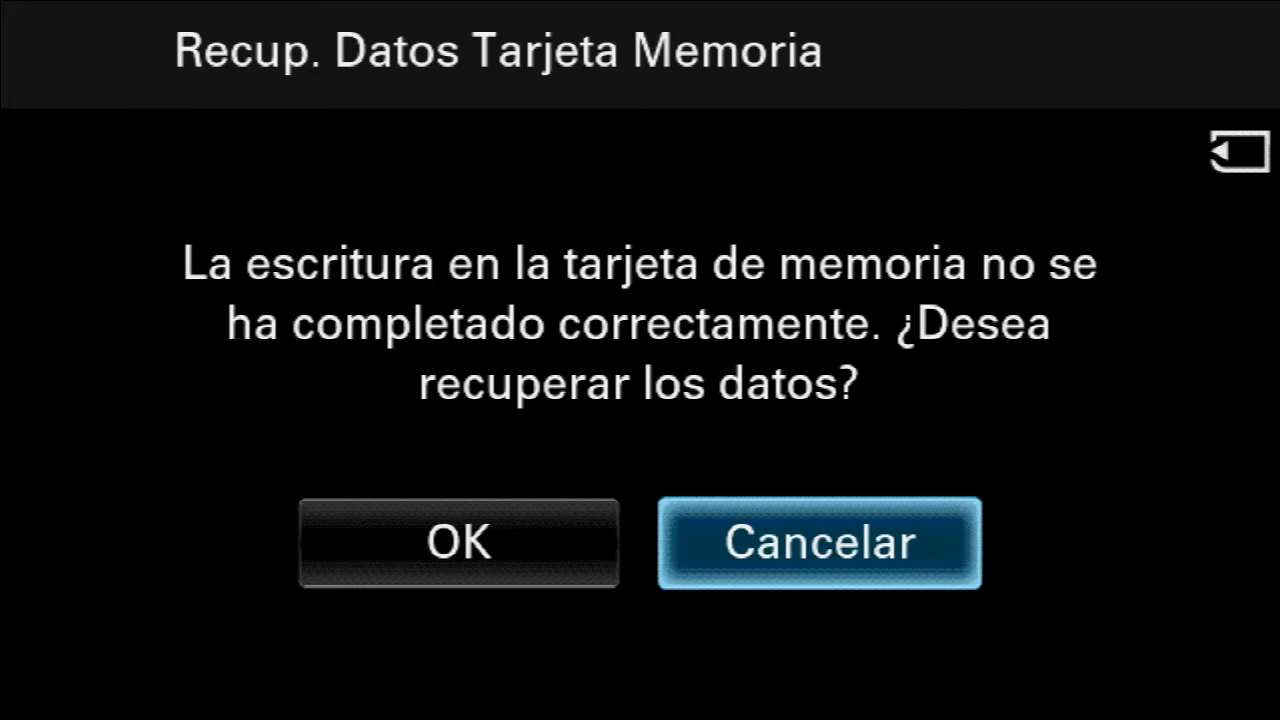 Recup. Datos Tarjeta Memoria
La escritura en la tarjeta de memoria no se
ha completado correctamente. ¿Desea
recuperar los datos?
OK
Cancelar